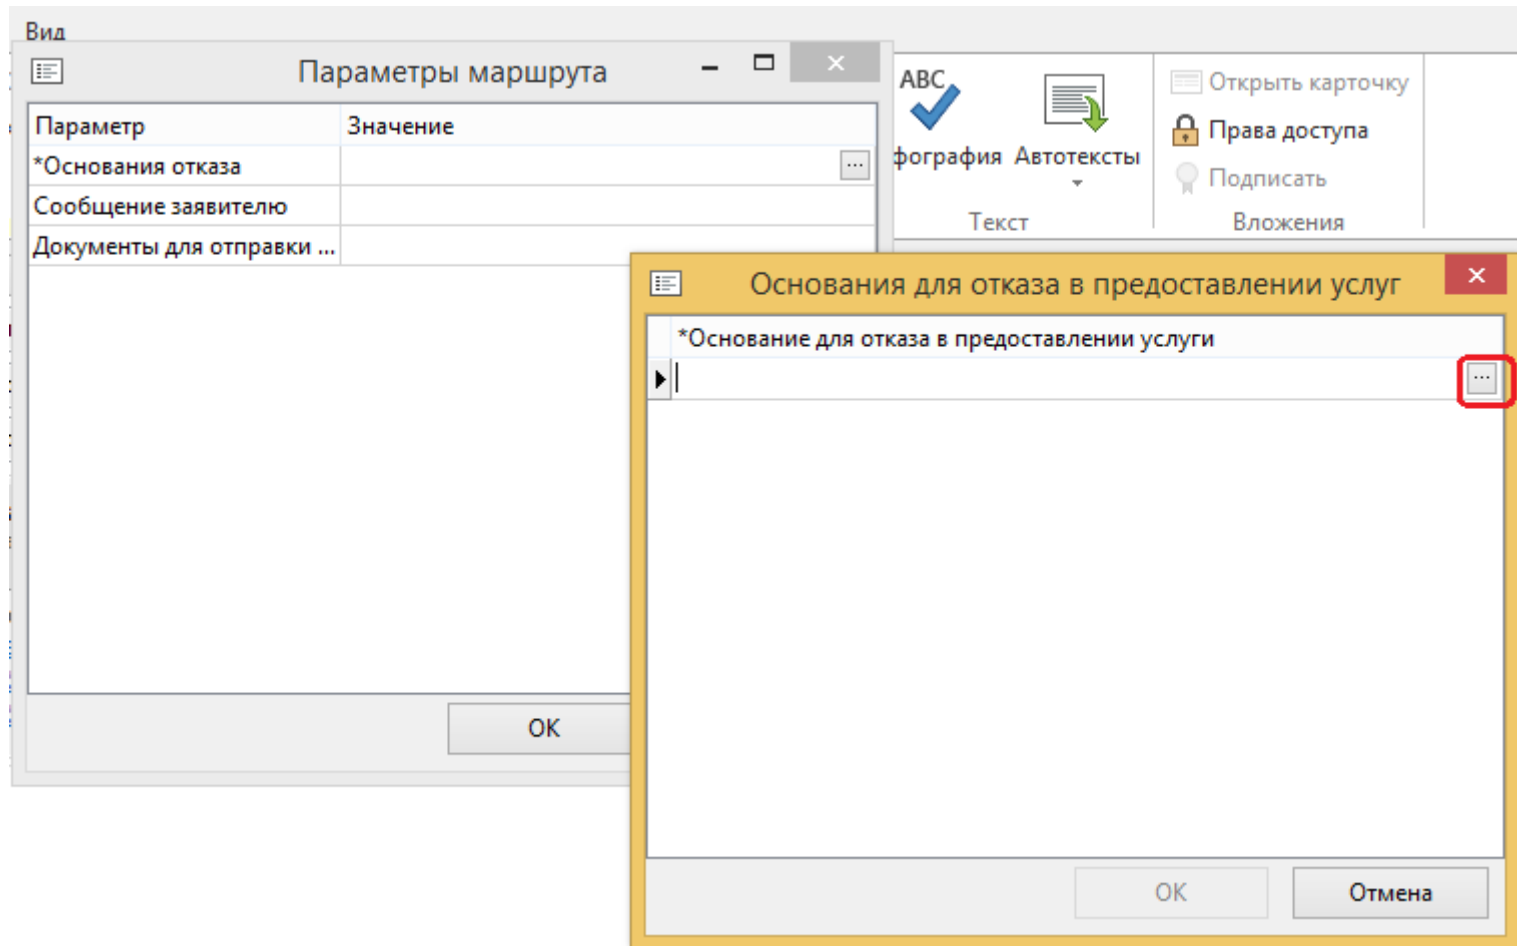 Вид
Параметры маршрута
Параметр Значение
*Основания отказа ...
Сообщение заявителю
Документы для отправки ...
OK
ABC
фография Автотексты
Текст
Открыть карточку
Права доступа
Подписать
Вложения
Основания для отказа в предоставлении услуг
*Основание для отказа в предоставлении услуги
...
OK Отмена